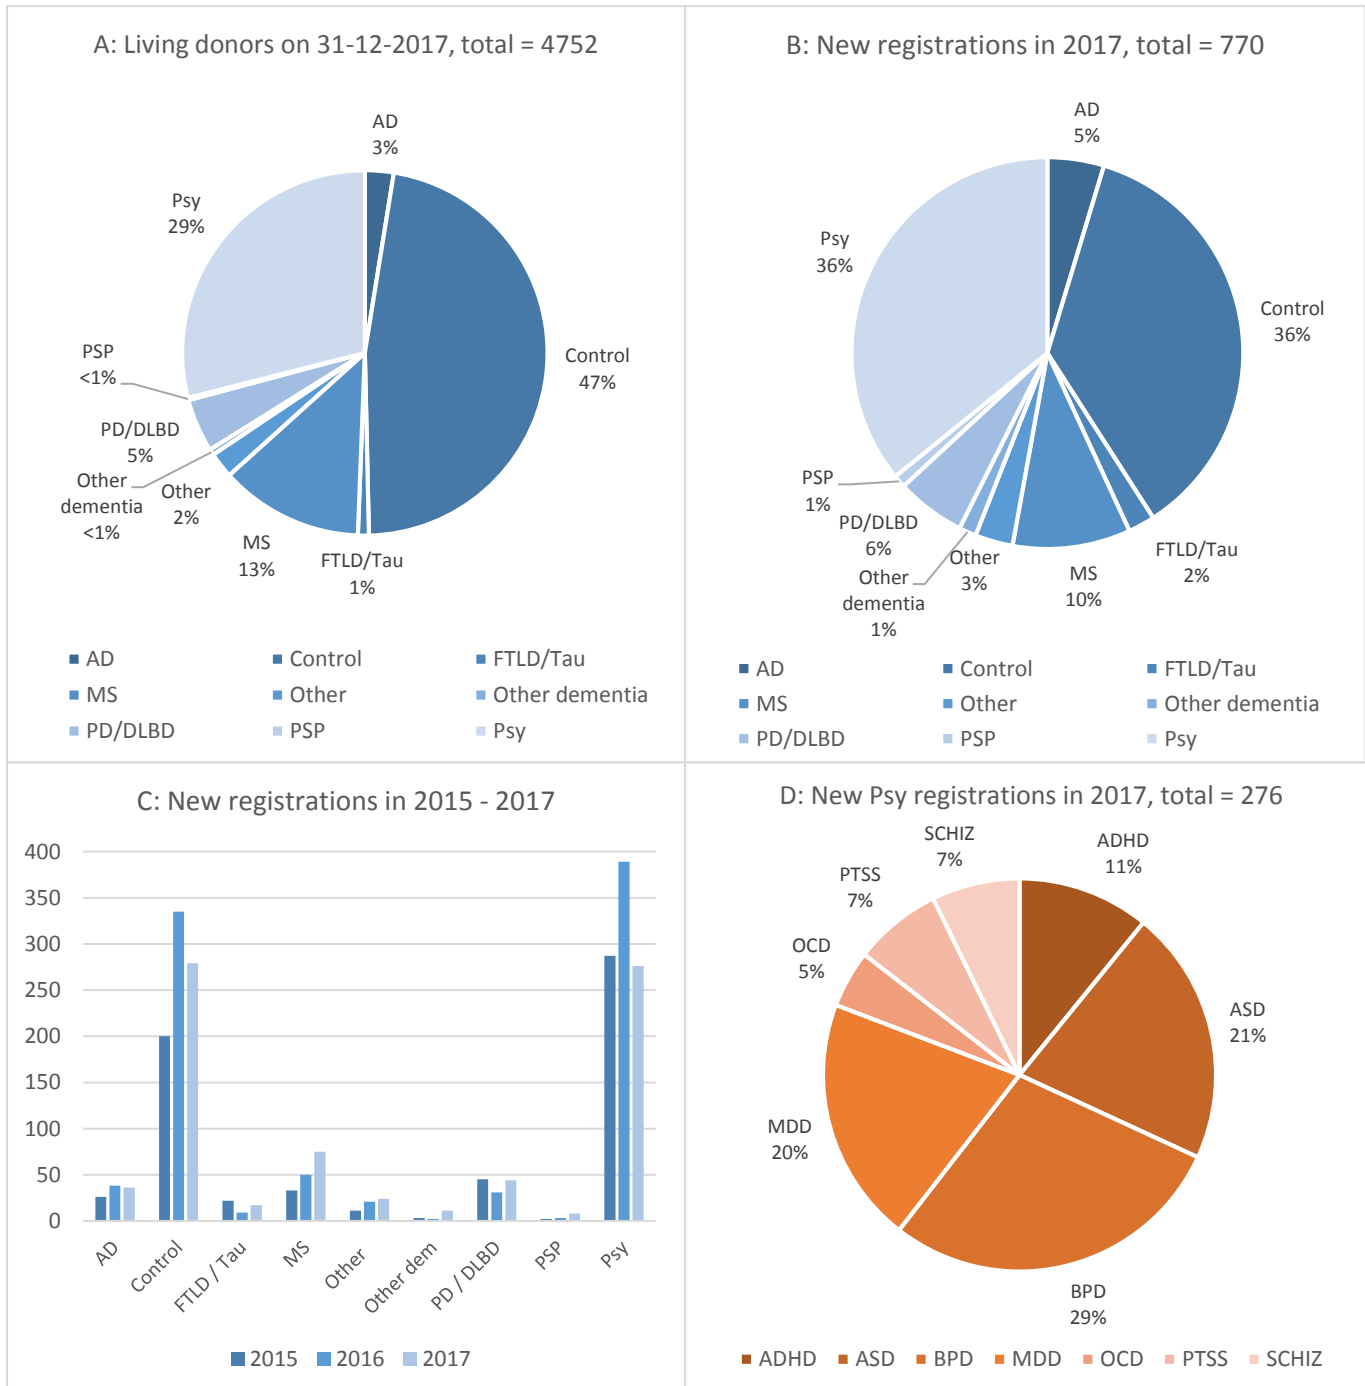 A: Living donors on 31-12-2017, total = 4752
AD
3%
Psy
29%
Control
47%
PSP
<1%
PD/DLBD
5%
Other
dementia
<1%
Other
2%
MS
13%
FTLD/Tau
1%
AD
Control
FTLD/Tau
MS
Other
Other dementia
PD/DLBD
PSP
Psy
B: New registrations in 2017, total = 770
AD
5%
Psy
36%
Control
36%
PSP
1%
PD/DLBD
6%
Other
dementia
1%
Other
3%
MS
10%
FTLD/Tau
2%
AD
Control
FTLD/Tau
MS
Other
Other dementia
PD/DLBD
PSP
Psy
C: New registrations in 2015 - 2017
400
350
300
250
200
150
100
50
0
AD
Control
FTLD / Tau
MS
Other
Other dem
PD / DLBD
PSP
Psy
2015
2016
2017
D: New Psy registrations in 2017, total = 276
SCHIZ
7%
ADHD
11%
PTSS
7%
OCD
5%
ASD
21%
MDD
20%
BPD
29%
ADHD
ASD
BPD
MDD
OCD
PTSS
SCHIZ